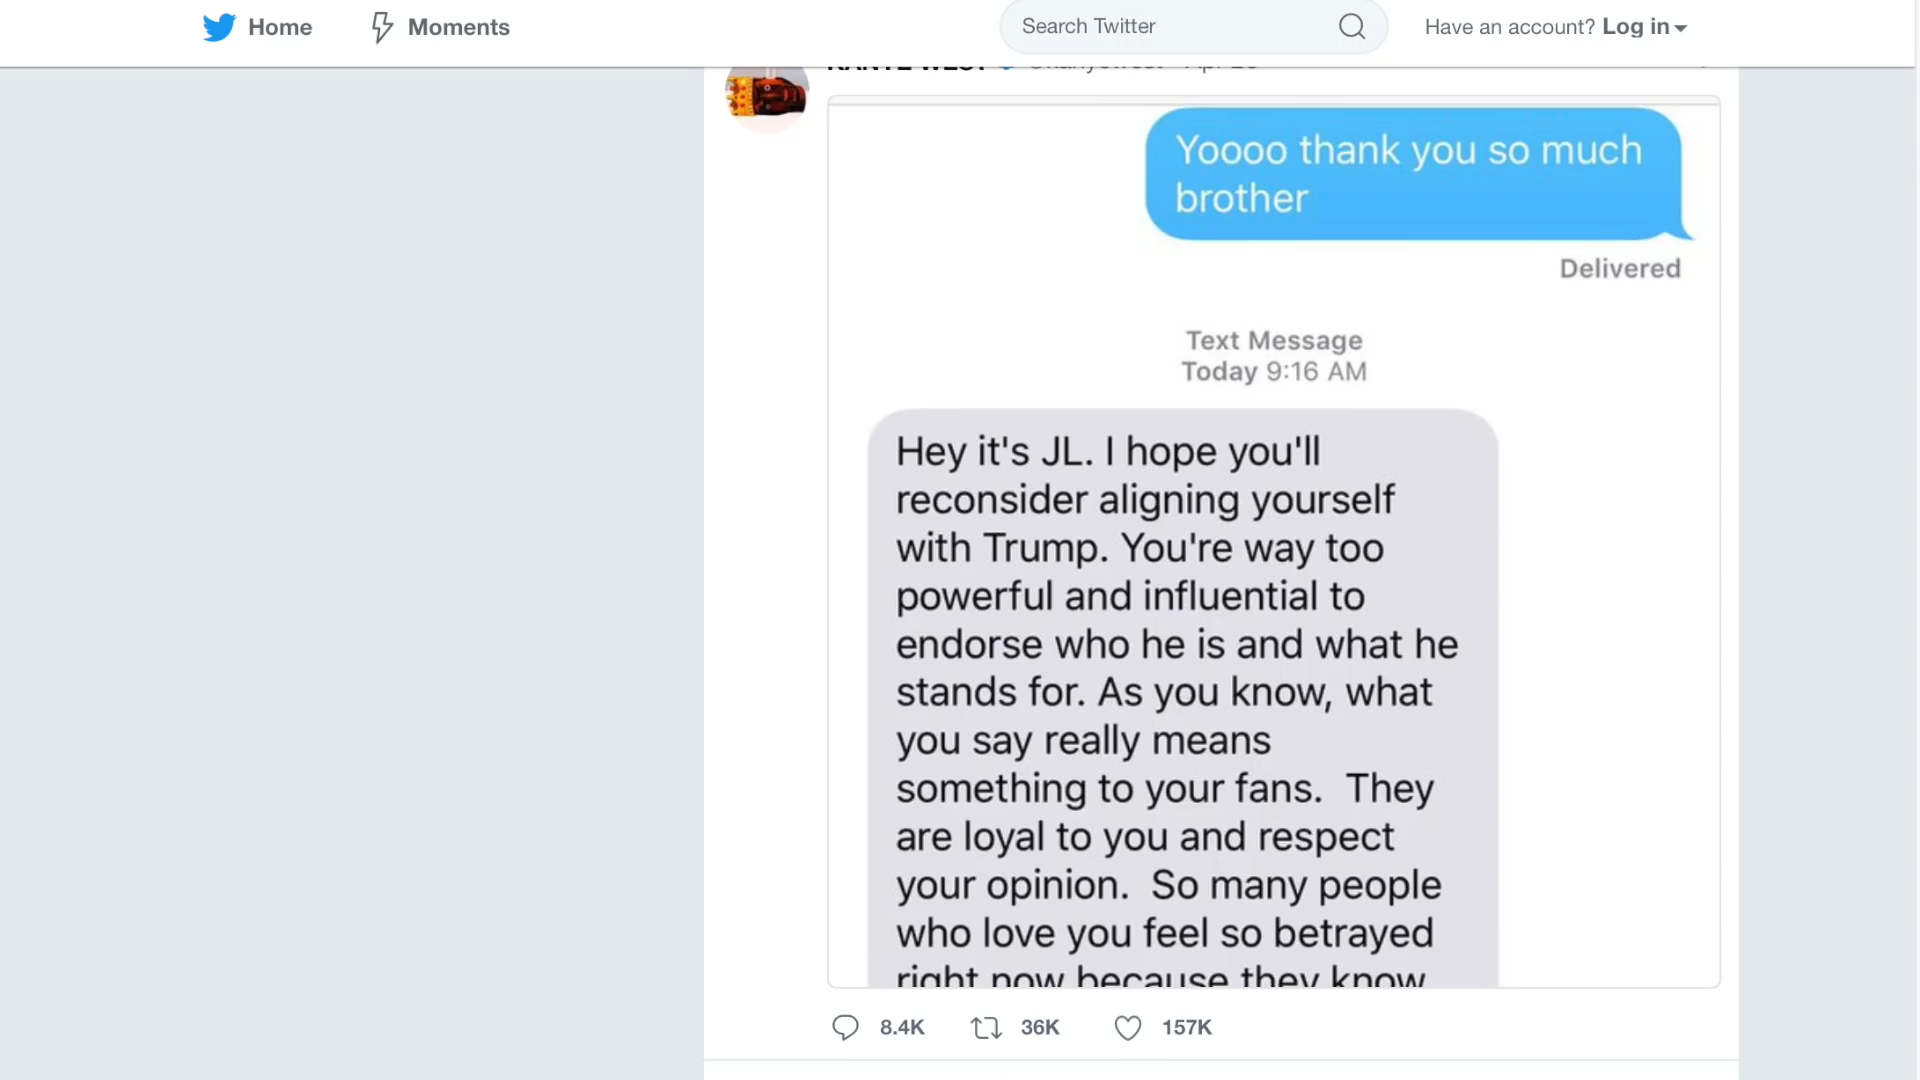 Home Moments Search Twitter Have an account? Log in
KANYE WEST
Yoooo thank you so much
brother
Delivered
Text Message
Today 9:16 AM
Hey it's JL. I hope you'll
reconsider aligning yourself
with Trump. You're way too
powerful and influential to
endorse who he is and what he
stands for. As you know, what
you say really means
something to your fans.  They
are loyal to you and respect
your opinion.  So many people
who love you feel so betrayed
right now because they know
8.4K 36K 157K